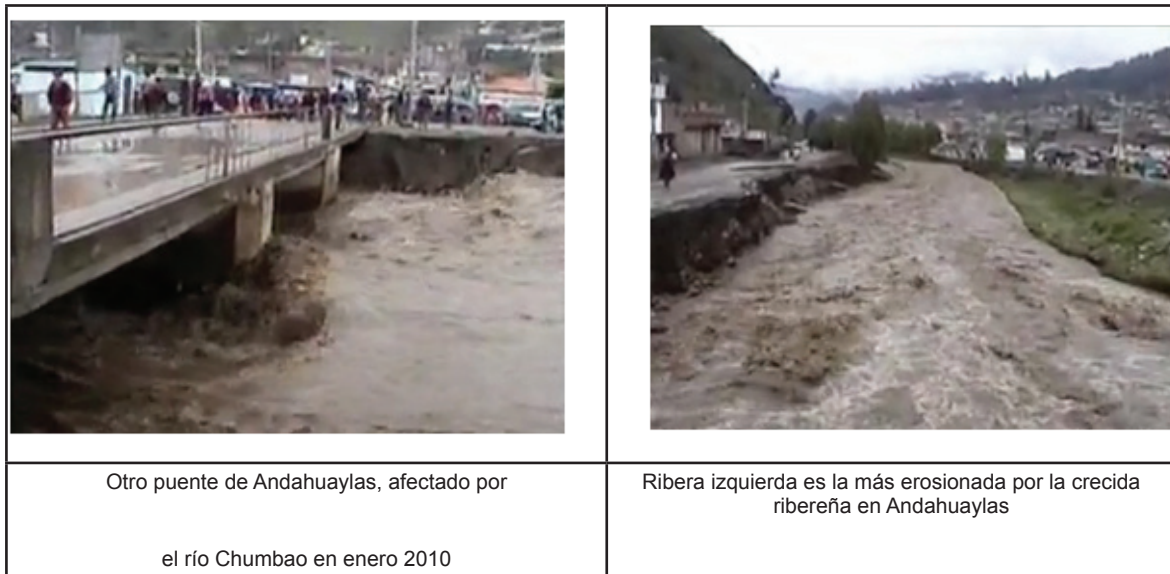 Otro puente de Andahuaylas, afectado por
el río Chumbao en enero 2010
Ribera izquierda es la más erosionada por la crecida
ribereña en Andahuaylas